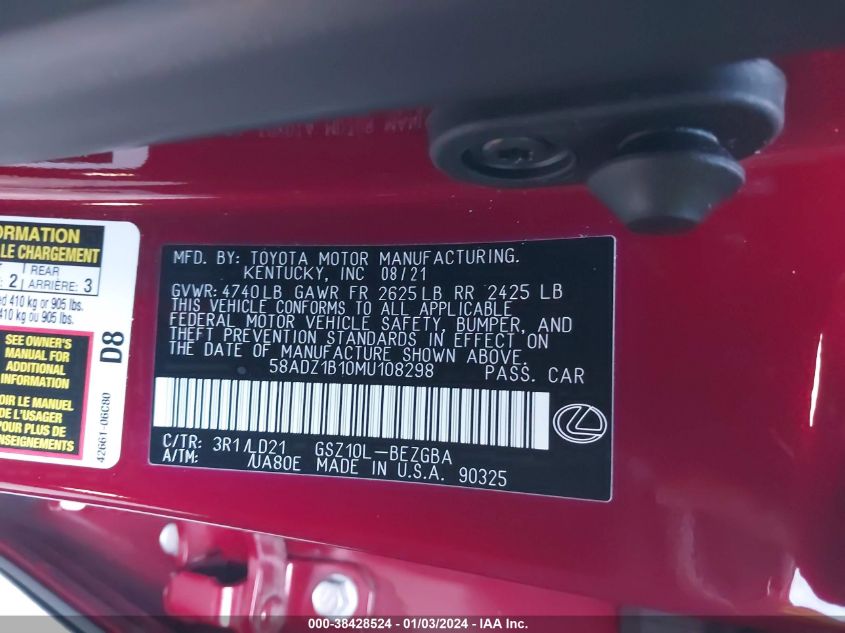 ORMATION
LE CHARGEMENT
2
REAR
ARRIÈRE: 3
ed 410 kg or 905 lbs.
410 kg ou 905 lbs.
D8
SEE OWNER'S
MANUAL FOR
ADDITIONAL
INFORMATION
OIR LE MANUEL
DE L'USAGER
POUR PLUS DE
NSEIGNEMENTS
42661-06C80
MFD. BY: TOYOTA MOTOR MANUFACTURING.
KENTUCKY, INC 08/21
GVWR: 4740LB GAWR FR 2625LB RR 2425 LB
THIS VEHICLE CONFORMS TO ALL APPLICABLE
FEDERAL MOTOR VEHICLE SAFETY, BUMPER, AND
THEFT PREVENTION STANDARDS IN EFFECT ON
THE DATE OF MANUFACTURE SHOWN ABOVE.
58ADZ1B10MU108298 PASS. CAR
C/TR: 3R1/LD21 GSZ10L-BEZGBA
A/TM: /UA80E MADE IN U.S.A. 90325
000-38428524 - 01/03/2024 - IAA Inc.